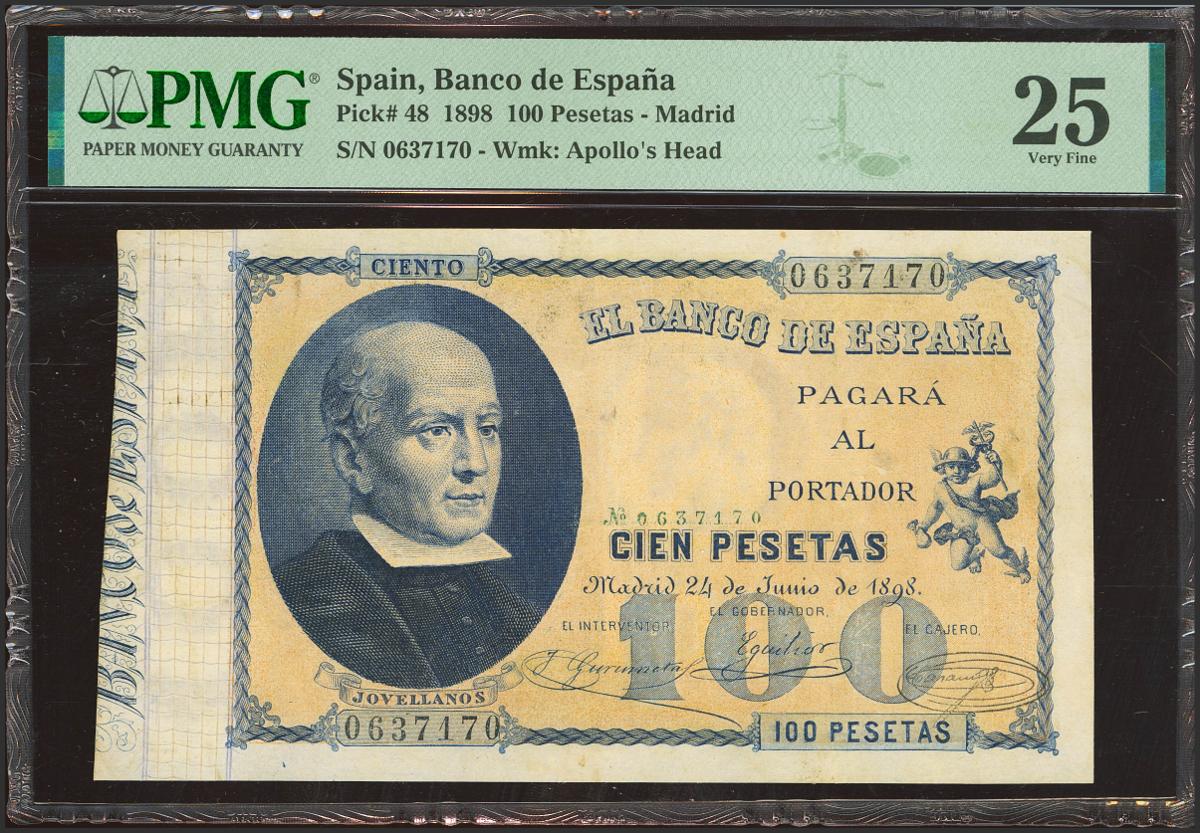 PMG®
PAPER MONEY GUARANTY
Spain, Banco de España
Pick# 48 1898 100 Pesetas - Madrid
S/N 0637170 - Wmk: Apollo's Head
25
Very Fine
CIENTO
0637170
EL BANCO DE ESPAÑA
PAGARÁ
AL
PORTADOR
No 0637170
CIEN PESETAS
Madrid 24 de Junio de 1898.
100
EL INTERVENTOR
EL GOBERNADOR,
EL CAJERO,
JOVELLANOS
0637170
100 PESETAS